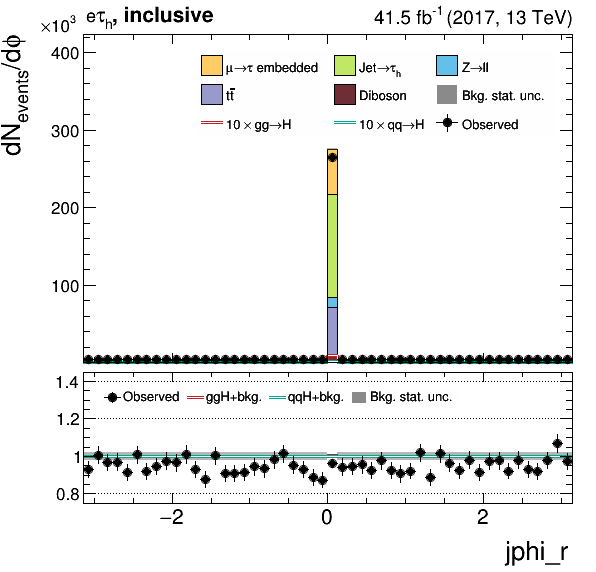 ×10³ eτₕ, inclusive 41.5 fb⁻¹ (2017, 13 TeV)
dN_events/dϕ
400
300
200
100
μ→τ embedded Jet→τₕ Z→ll
tt̄ Diboson Bkg. stat. unc.
10 × gg→H 10 × qq→H Observed
1.4
1.2
1
0.8
Observed ggH+bkg. qqH+bkg. Bkg. stat. unc.
−2 0 2
jphi_r